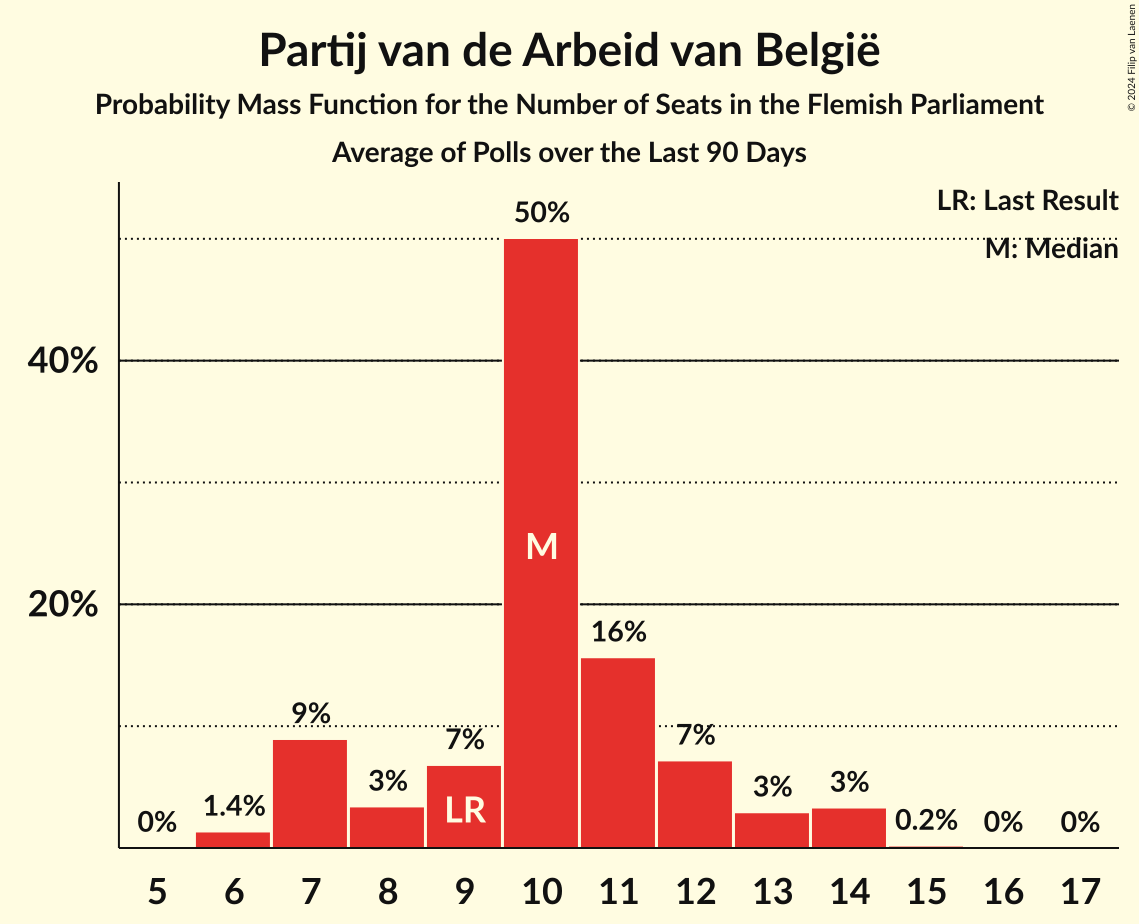 Partij van de Arbeid van België
Probability Mass Function for the Number of Seats in the Flemish Parliament
Average of Polls over the Last 90 Days
© 2024 Filip van Laenen
LR: Last Result
M: Median
50%
40%
M
20%
16%
9%
7%
7%
3%
3%
3%
1.4%
LR
0%
0.2%
0%
0%
5 6 7 8 9 10 11 12 13 14 15 16 17